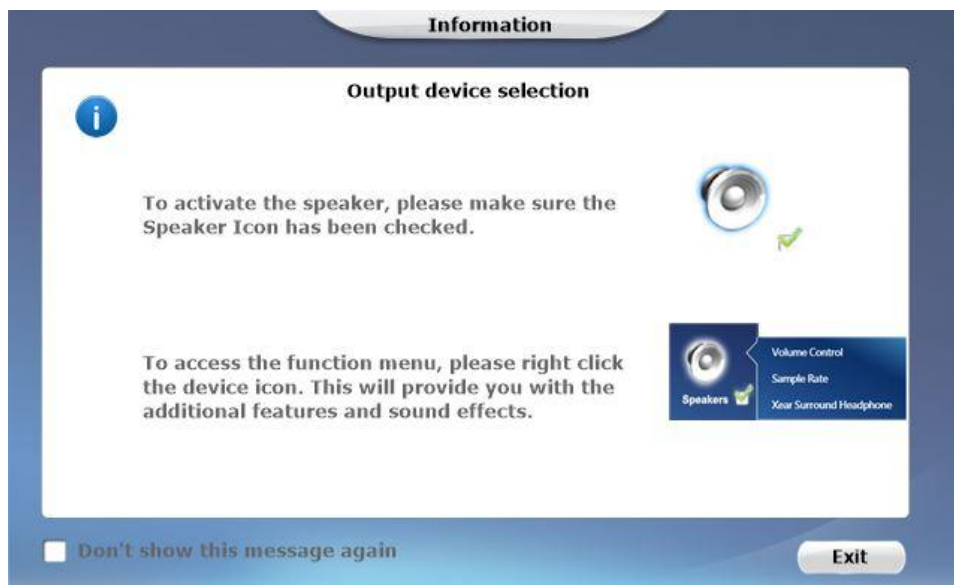 Information
Output device selection
To activate the speaker, please make sure the
Speaker Icon has been checked.
To access the function menu, please right click
the device icon. This will provide you with the
additional features and sound effects.
Speakers
Volume Control
Sample Rate
Xear Surround Headphone
Don't show this message again
Exit